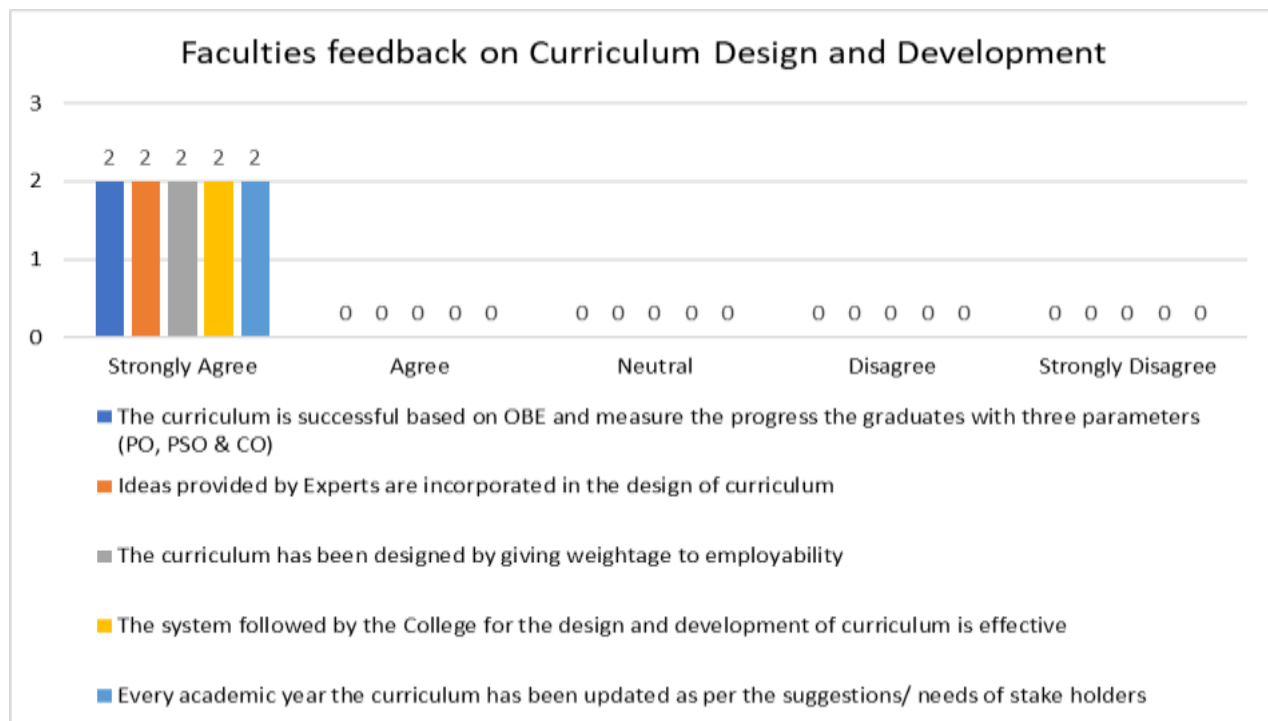 Faculties feedback on Curriculum Design and Development
3
2 2 2 2 2
2
1
0 0 0 0 0 0 0 0 0 0 0 0 0 0 0 0 0 0 0 0
0
Strongly Agree Agree Neutral Disagree Strongly Disagree
The curriculum is successful based on OBE and measure the progress the graduates with three parameters
(PO, PSO & CO)
Ideas provided by Experts are incorporated in the design of curriculum
The curriculum has been designed by giving weightage to employability
The system followed by the College for the design and development of curriculum is effective
Every academic year the curriculum has been updated as per the suggestions/ needs of stake holders